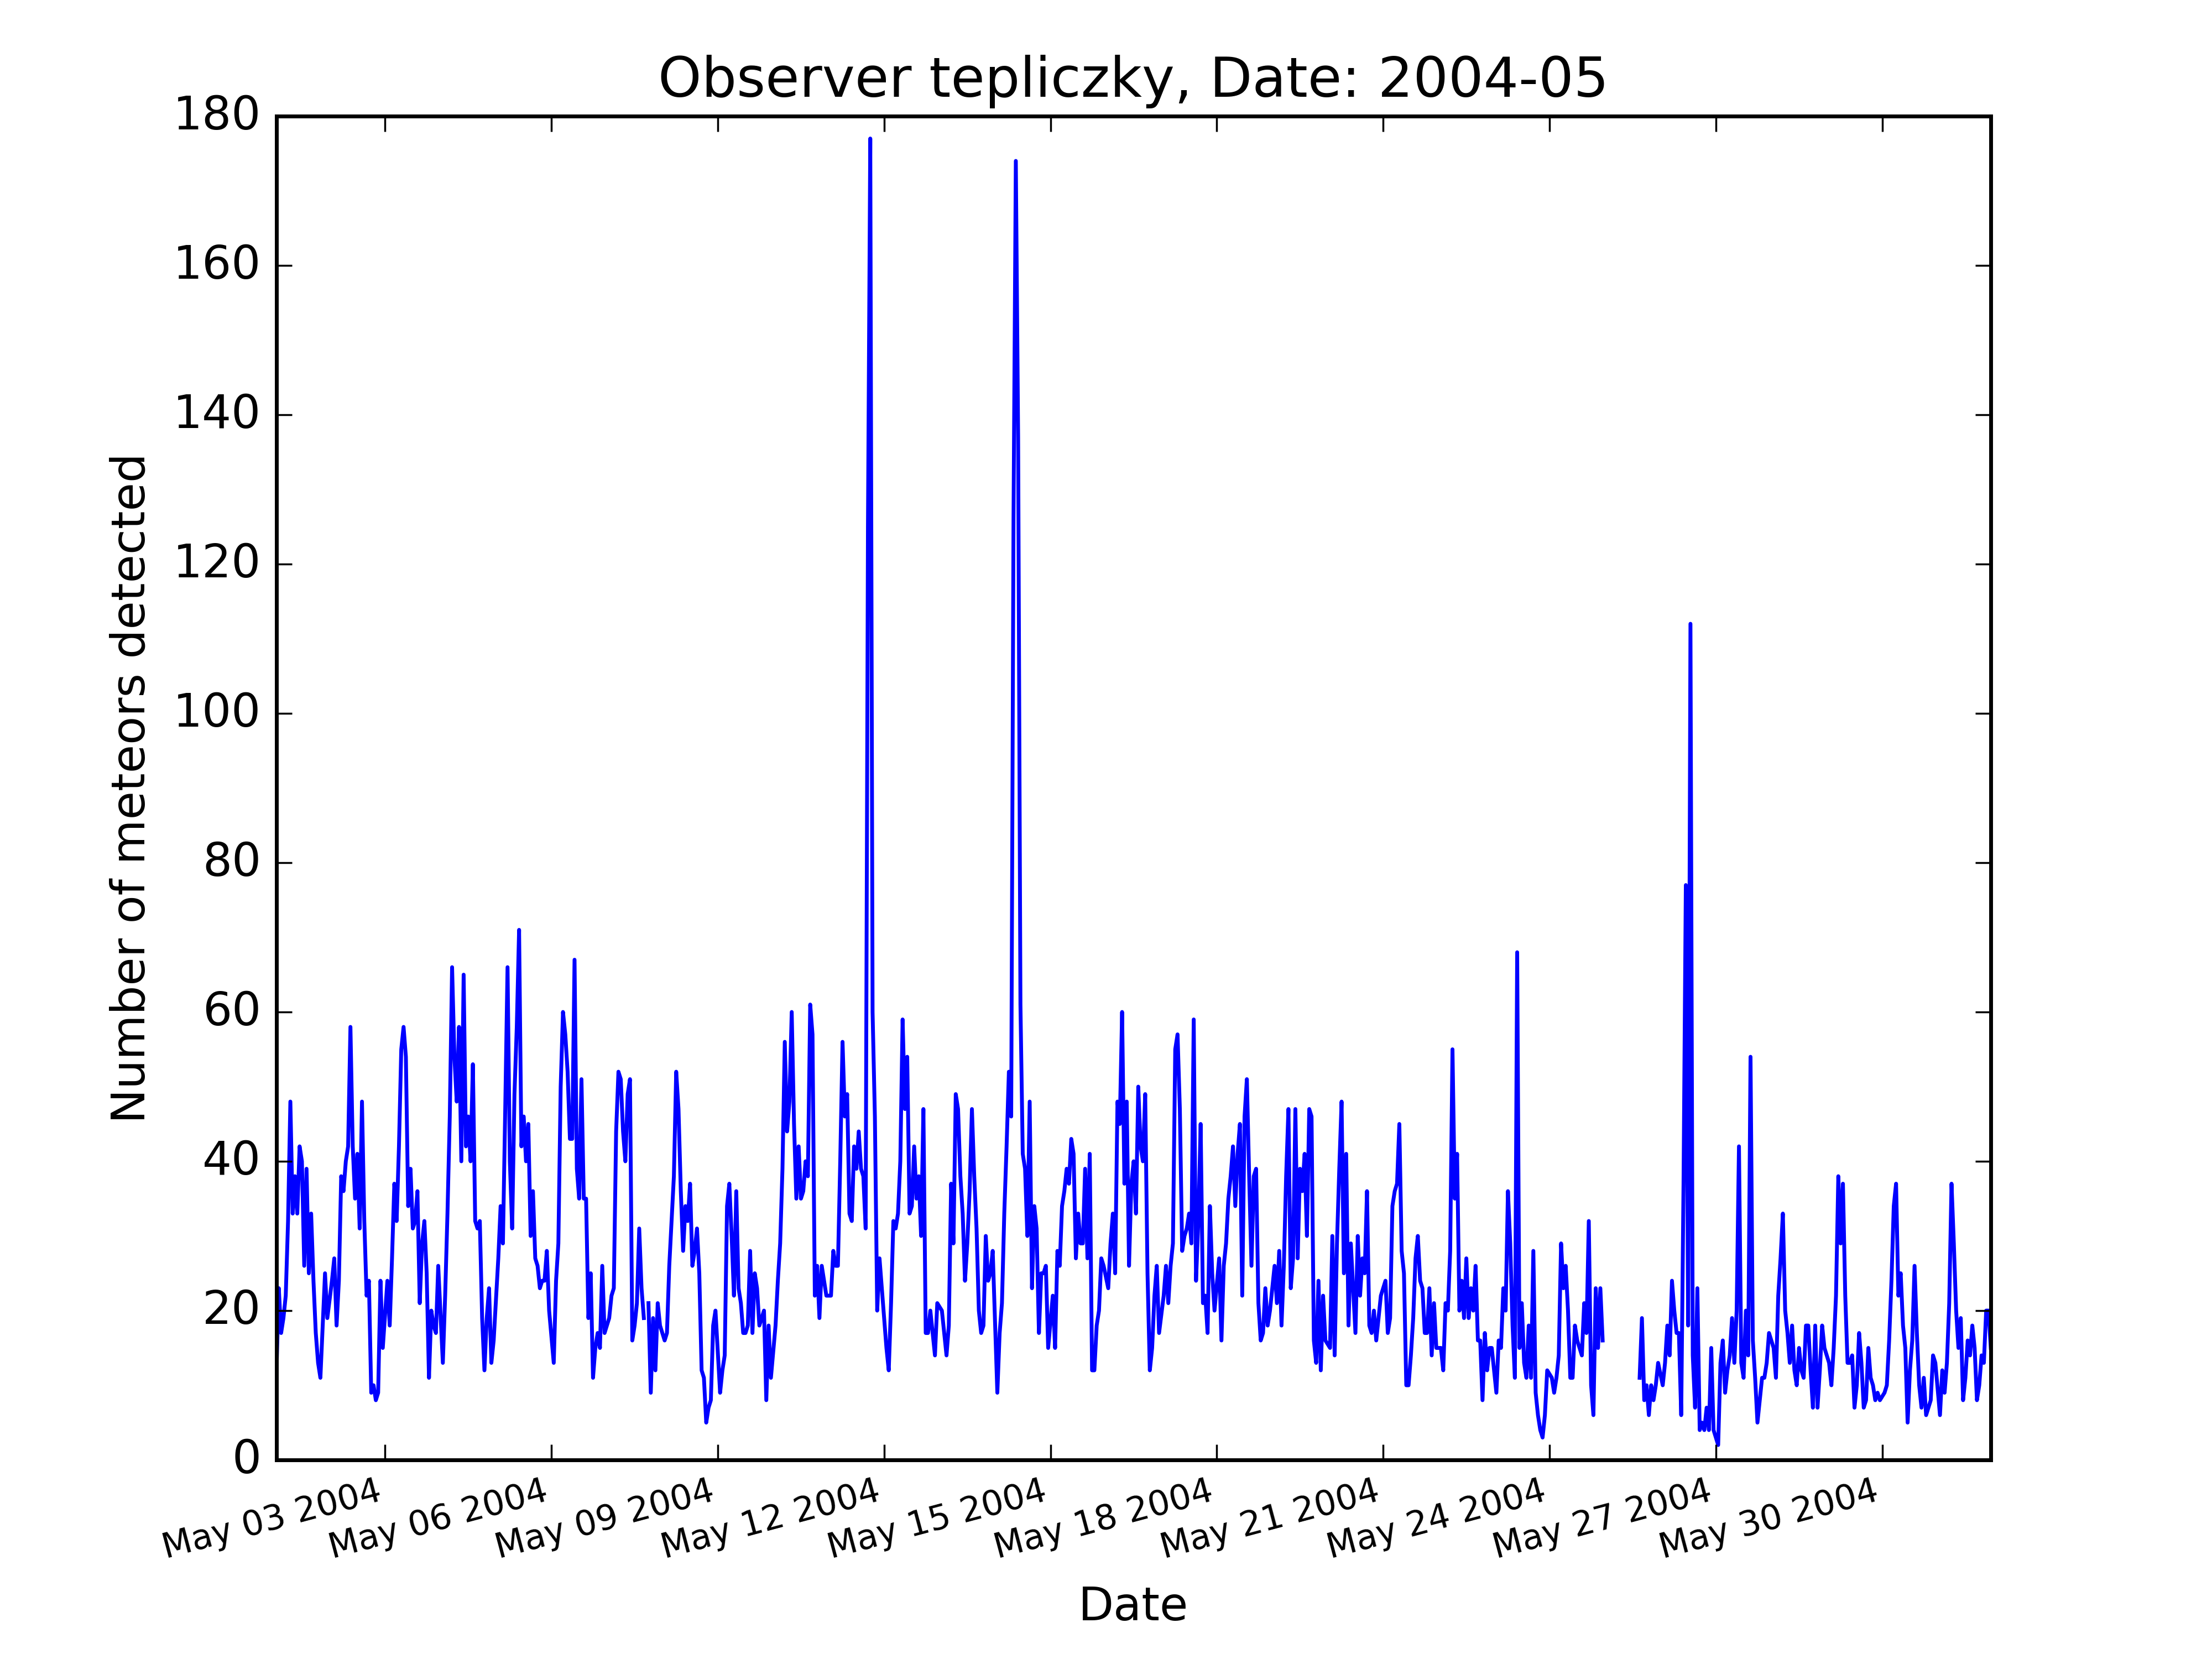 Observer tepliczky, Date: 2004-05
Number of meteors detected
180
160
140
120
100
80
60
40
20
0
May 03 2004
May 06 2004
May 09 2004
May 12 2004
May 15 2004
May 18 2004
May 21 2004
May 24 2004
May 27 2004
May 30 2004
Date